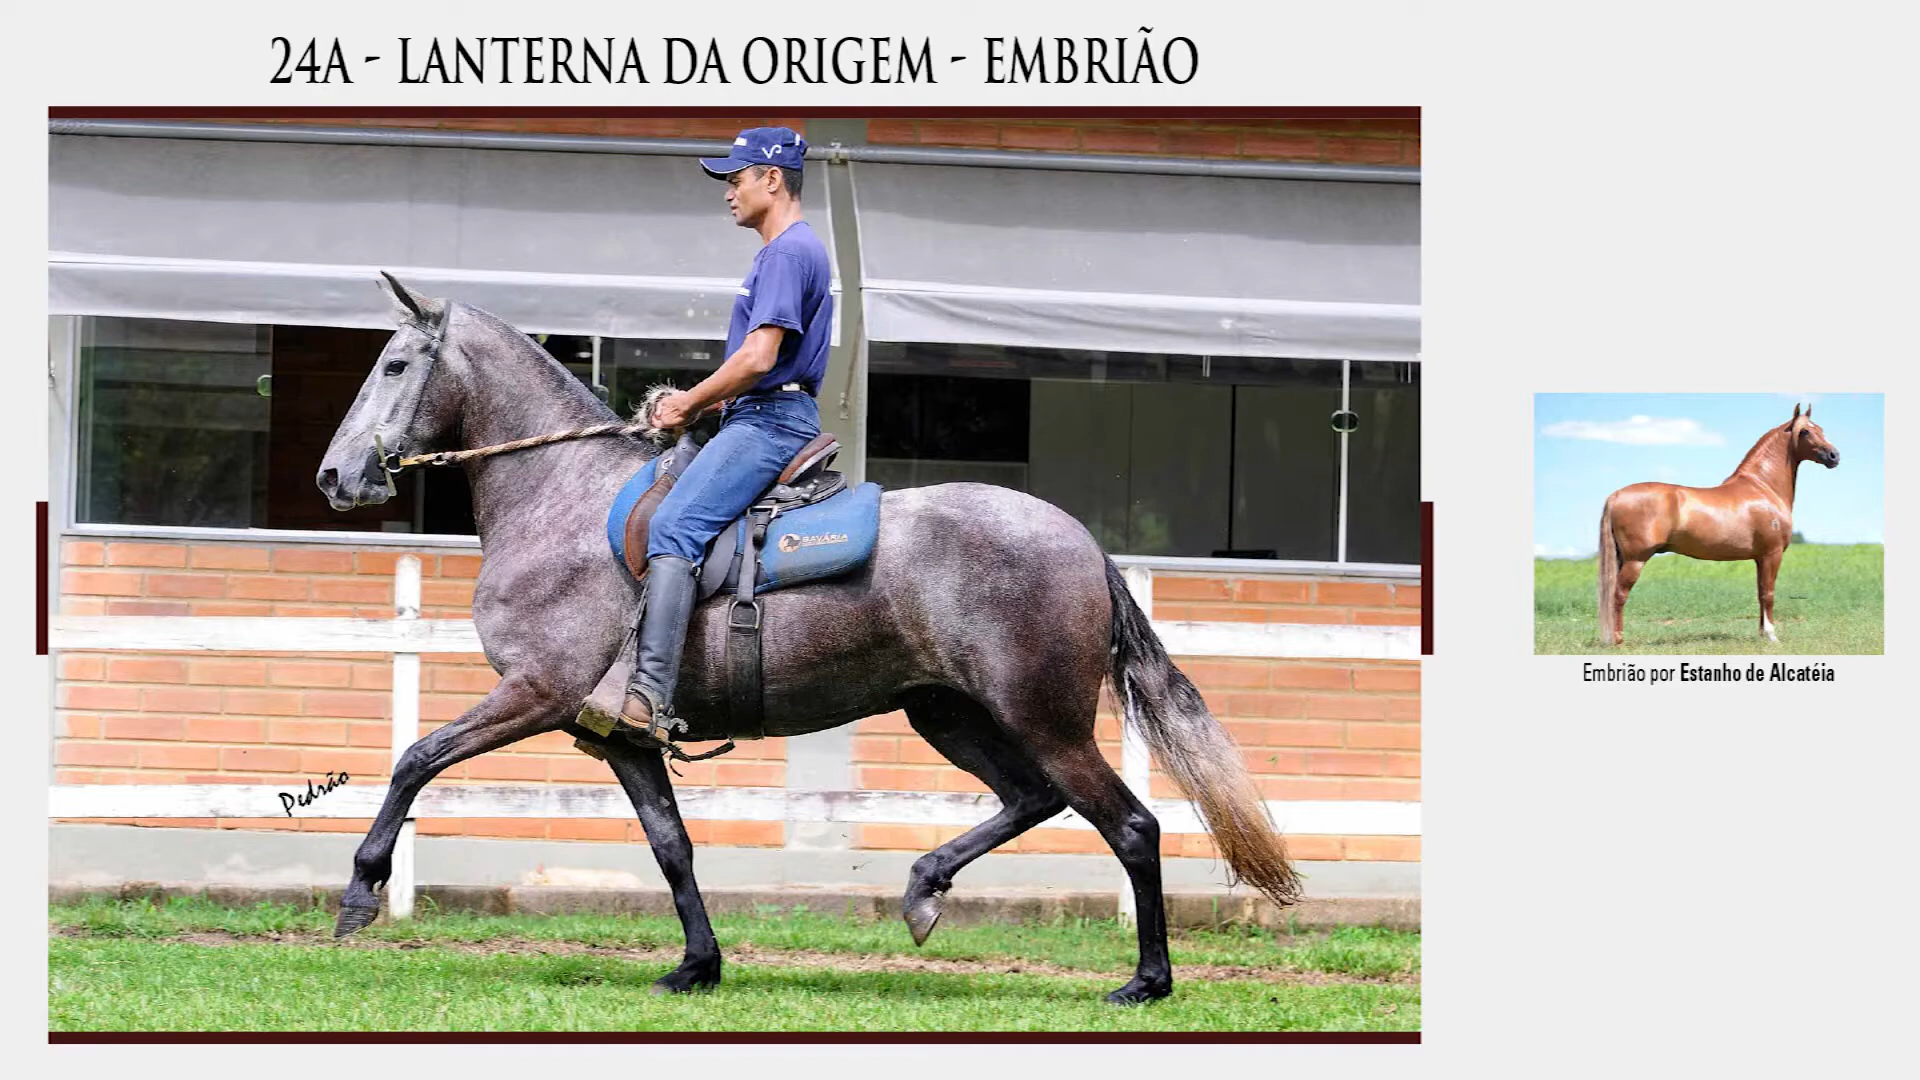 24A - LANTERNA DA ORIGEM - EMBRIÃO
BAVÁRIA
Pedrão
Embrião por Estanho de Alcatéia